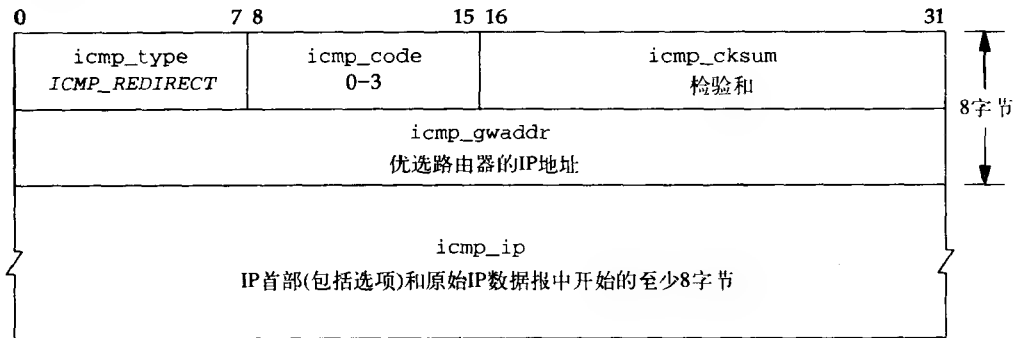 0 7 8 15 16 31
icmp_type icmp_code icmp_cksum
ICMP_REDIRECT 0-3 检验和
8字节
icmp_gwaddr
优选路由器的IP地址
icmp_ip
IP首部(包括选项)和原始IP数据报中开始的至少8字节